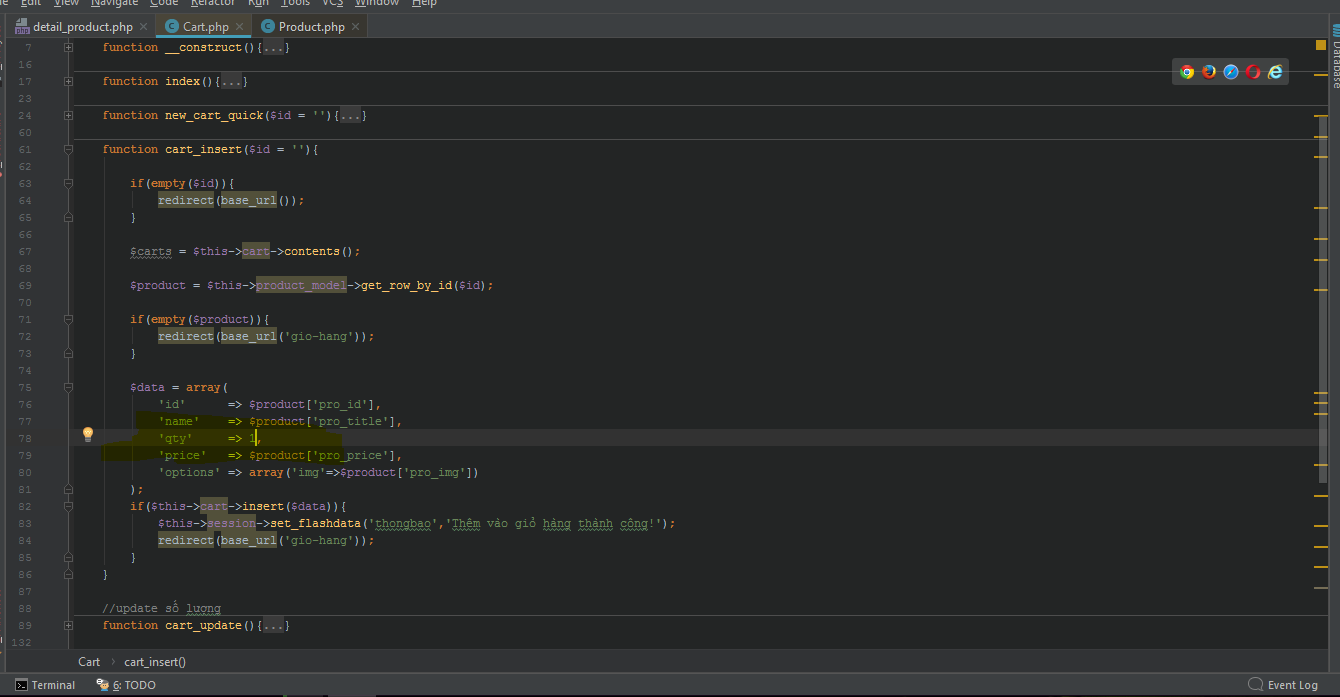 Edit View Navigate Code Refactor Run Tools VCS Window Help
detail_product.php × Cart.php × Product.php ×
7 function __construct(){...}
16
17 function index(){...}
23
24 function new_cart_quick($id = ''){...}
60
61 function cart_insert($id = ''){
62
63 if(empty($id)){
64 redirect(base_url());
65 }
66
67 $carts = $this->cart->contents();
68
69 $product = $this->product_model->get_row_by_id($id);
70
71 if(empty($product)){
72 redirect(base_url('gio-hang'));
73 }
74
75 $data = array(
76 'id' => $product['pro_id'],
77 'name' => $product['pro_title'],
78 'qty' => 1,
79 'price' => $product['pro_price'],
80 'options' => array('img'=>$product['pro_img'])
81 );
82 if($this->cart->insert($data)){
83 $this->session->set_flashdata('thongbao','Thêm vào giỏ hàng thành công!');
84 redirect(base_url('gio-hang'));
85 }
86 }
87
88 //update số lượng
89 function cart_update(){...}
132
Cart › cart_insert()
Terminal 6: TODO Event Log
Database